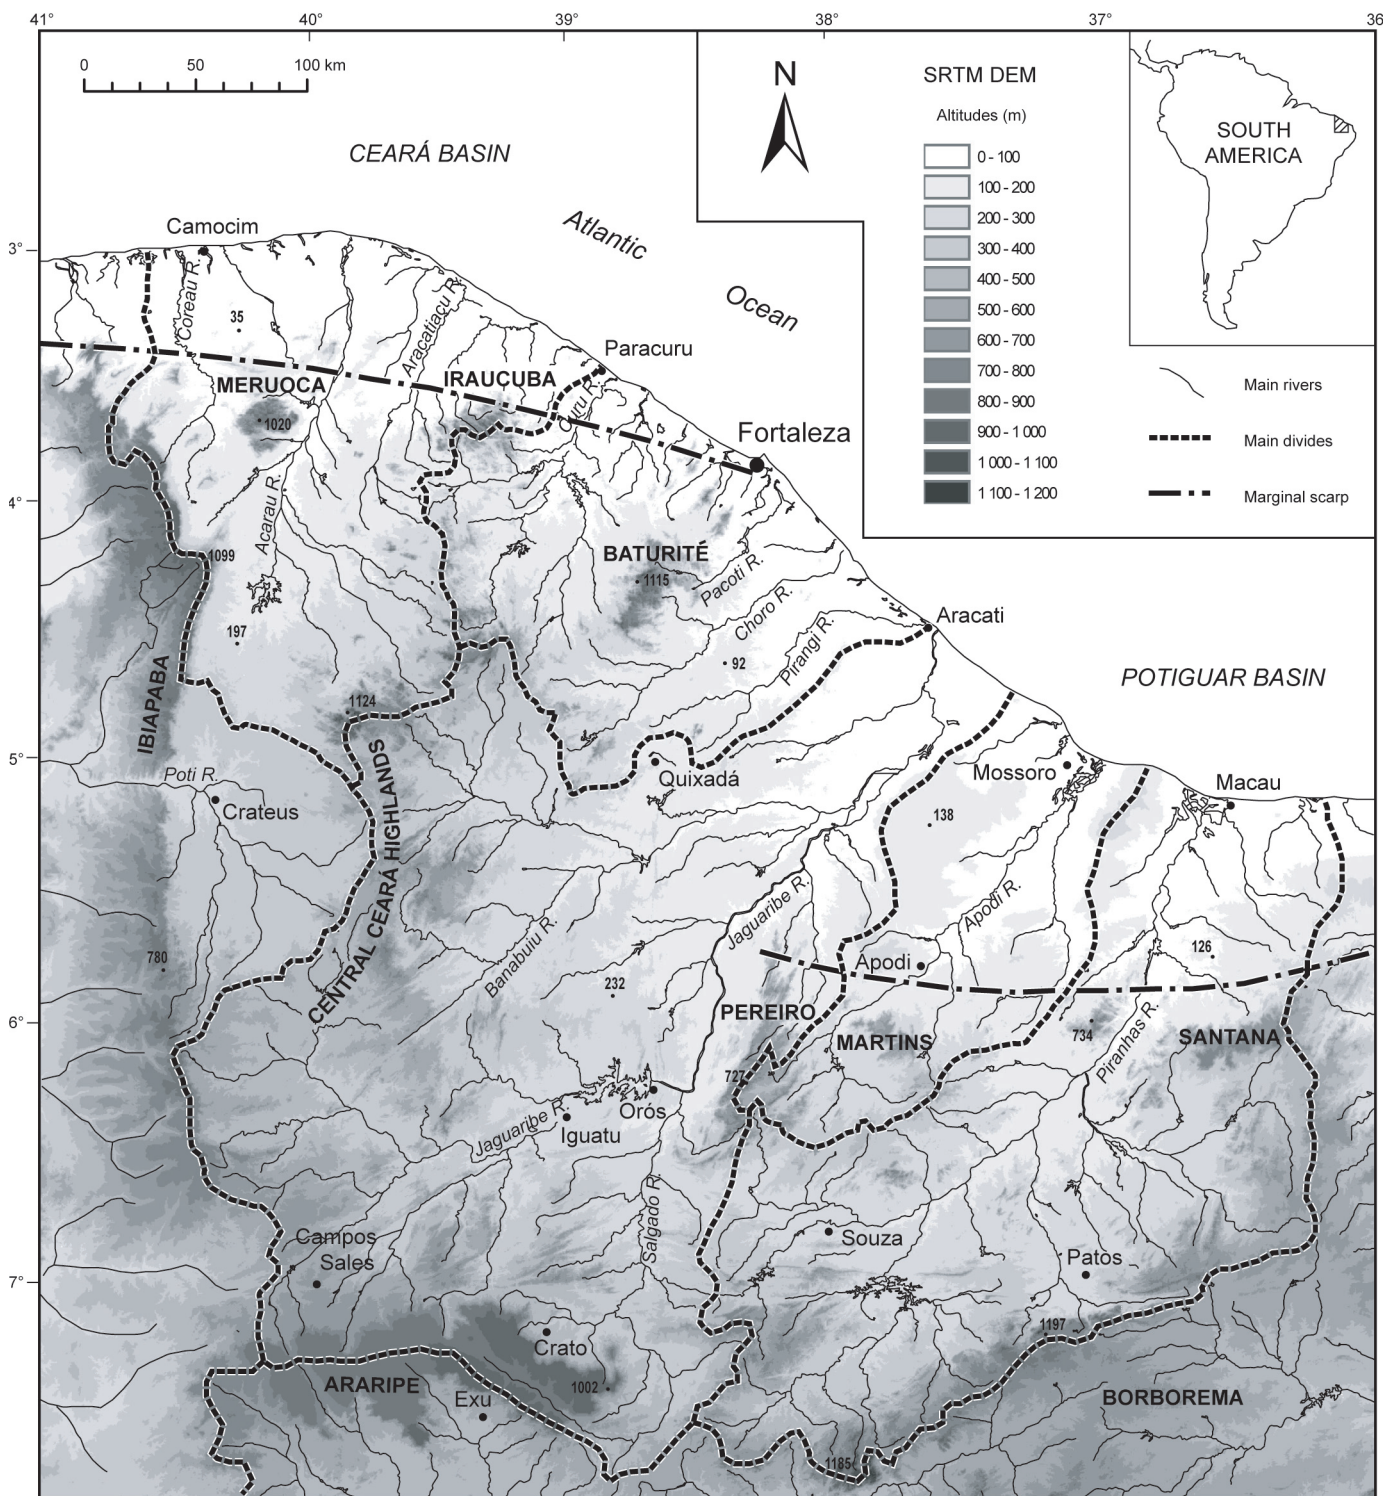 41°
40°
39°
38°
37°
36
0
50
100 km
N
SRTM DEM
Altitudes (m)
0 - 100
100 - 200
200 - 300
300 - 400
400 - 500
500 - 600
600 - 700
700 - 800
800 - 900
900 - 1 000
1 000 - 1 100
1 100 - 1 200
SOUTH
AMERICA
Main rivers
Main divides
Marginal scarp
CEARÁ BASIN
Atlantic
Ocean
POTIGUAR BASIN
3°
4°
5°
6°
7°
Camocim
Coreau R.
35
Aracatiaçu R.
Paracuru
MERUOCA
IRAUÇUBA
Curu R.
1020
Fortaleza
Acarau R.
1099
BATURITÉ
1115
Pacoti R.
Choro R.
Pirangi R.
Aracati
197
92
IBIAPABA
1124
Poti R.
Crateus
CENTRAL CEARÁ HIGHLANDS
Quixadá
Mossoro
Macau
138
Jaguaribe R.
Apodi R.
Banabuiu R.
780
232
Apodi
126
PEREIRO
MARTINS
734
Piranhas R.
SANTANA
727
Orós
Jaguaribe R.
Iguatu
Salgado R.
Campos
Sales
Souza
Patos
1197
Crato
1002
ARARIPE
Exu
BORBOREMA
1185